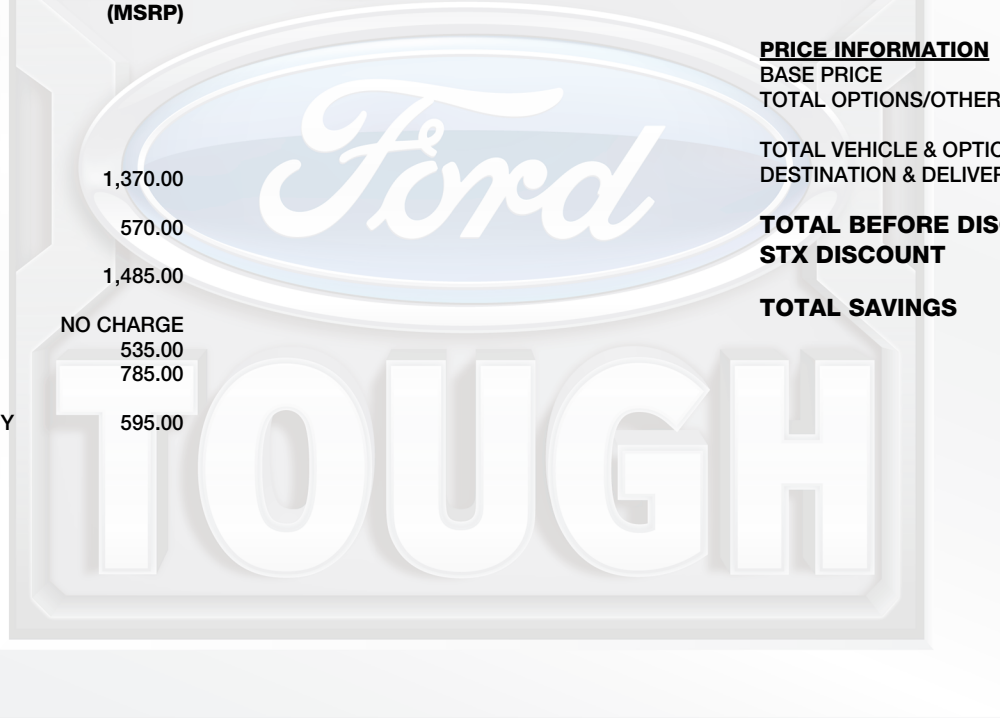 (MSRP)
1,370.00
570.00
1,485.00
NO CHARGE
535.00
785.00
Y 595.00
PRICE INFORMATION
BASE PRICE
TOTAL OPTIONS/OTHER
TOTAL VEHICLE & OPTIO
DESTINATION & DELIVER
TOTAL BEFORE DISC
STX DISCOUNT
TOTAL SAVINGS
Ford
TOUGH